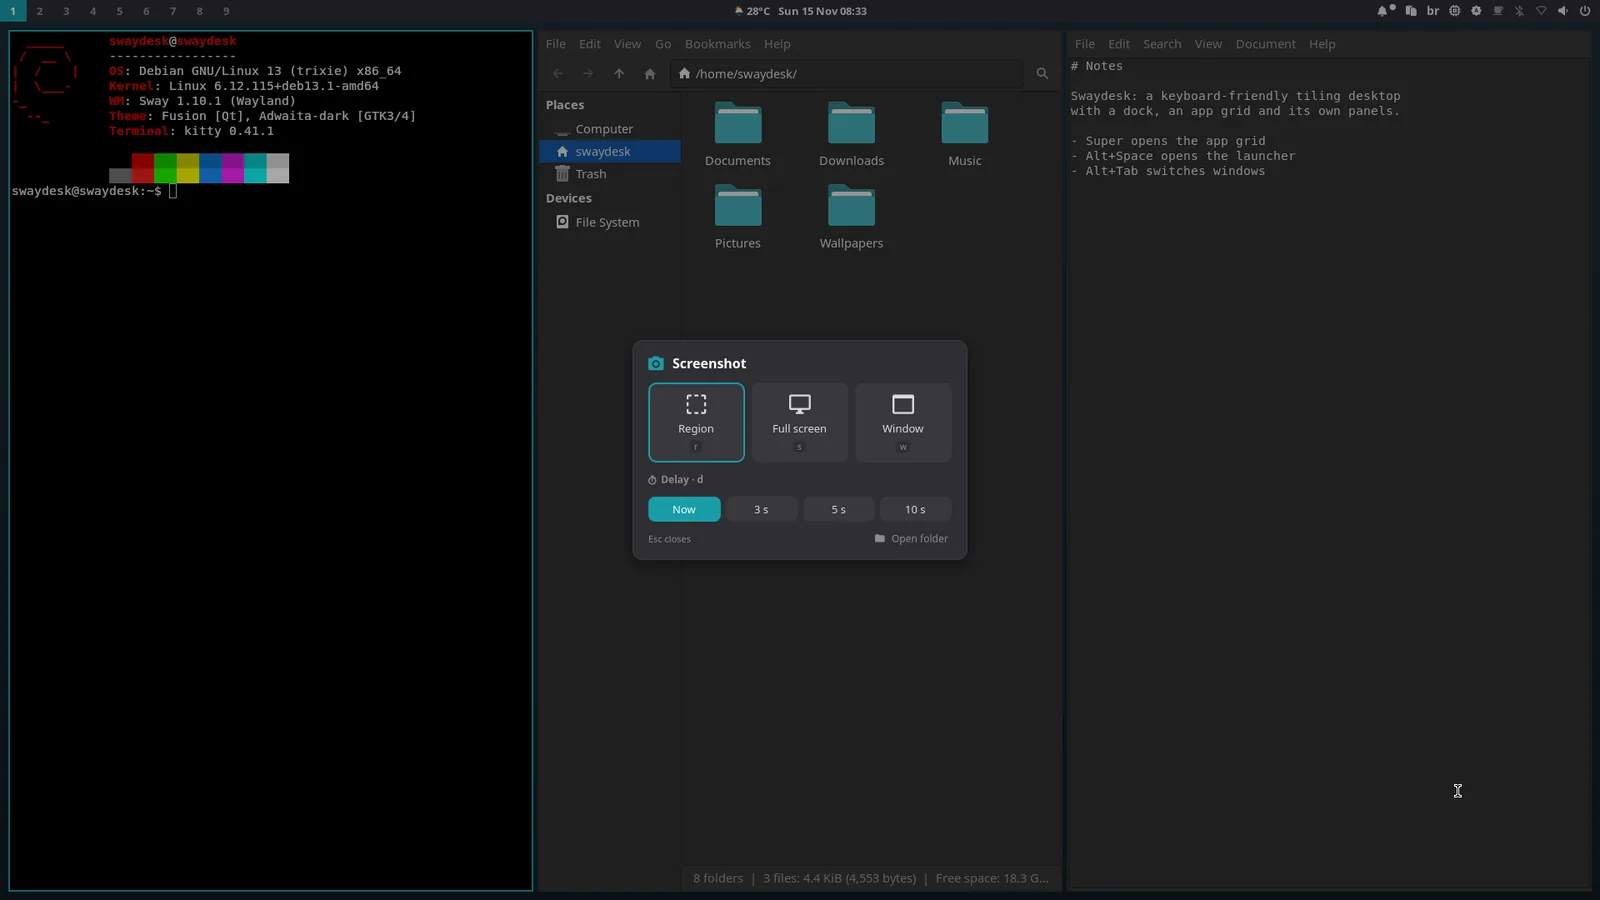 1 2 3 4 5 6 7 8 9
28°C Sun 15 Nov 08:33
br
swaydesk@swaydesk
-----------------
OS: Debian GNU/Linux 13 (trixie) x86_64
Kernel: Linux 6.12.115+deb13.1-amd64
WM: Sway 1.10.1 (Wayland)
Theme: Fusion [Qt], Adwaita-dark [GTK3/4]
Terminal: kitty 0.41.1
swaydesk@swaydesk:~$
File Edit View Go Bookmarks Help
/home/swaydesk/
Places
Computer
swaydesk
Trash
Devices
File System
Documents Downloads Music
Pictures Wallpapers
8 folders | 3 files: 4.4 KiB (4,553 bytes) | Free space: 18.3 G...
Screenshot
Region Full screen Window
r s w
Delay · d
Now 3 s 5 s 10 s
Esc closes Open folder
File Edit Search View Document Help
# Notes
Swaydesk: a keyboard-friendly tiling desktop
with a dock, an app grid and its own panels.
- Super opens the app grid
- Alt+Space opens the launcher
- Alt+Tab switches windows